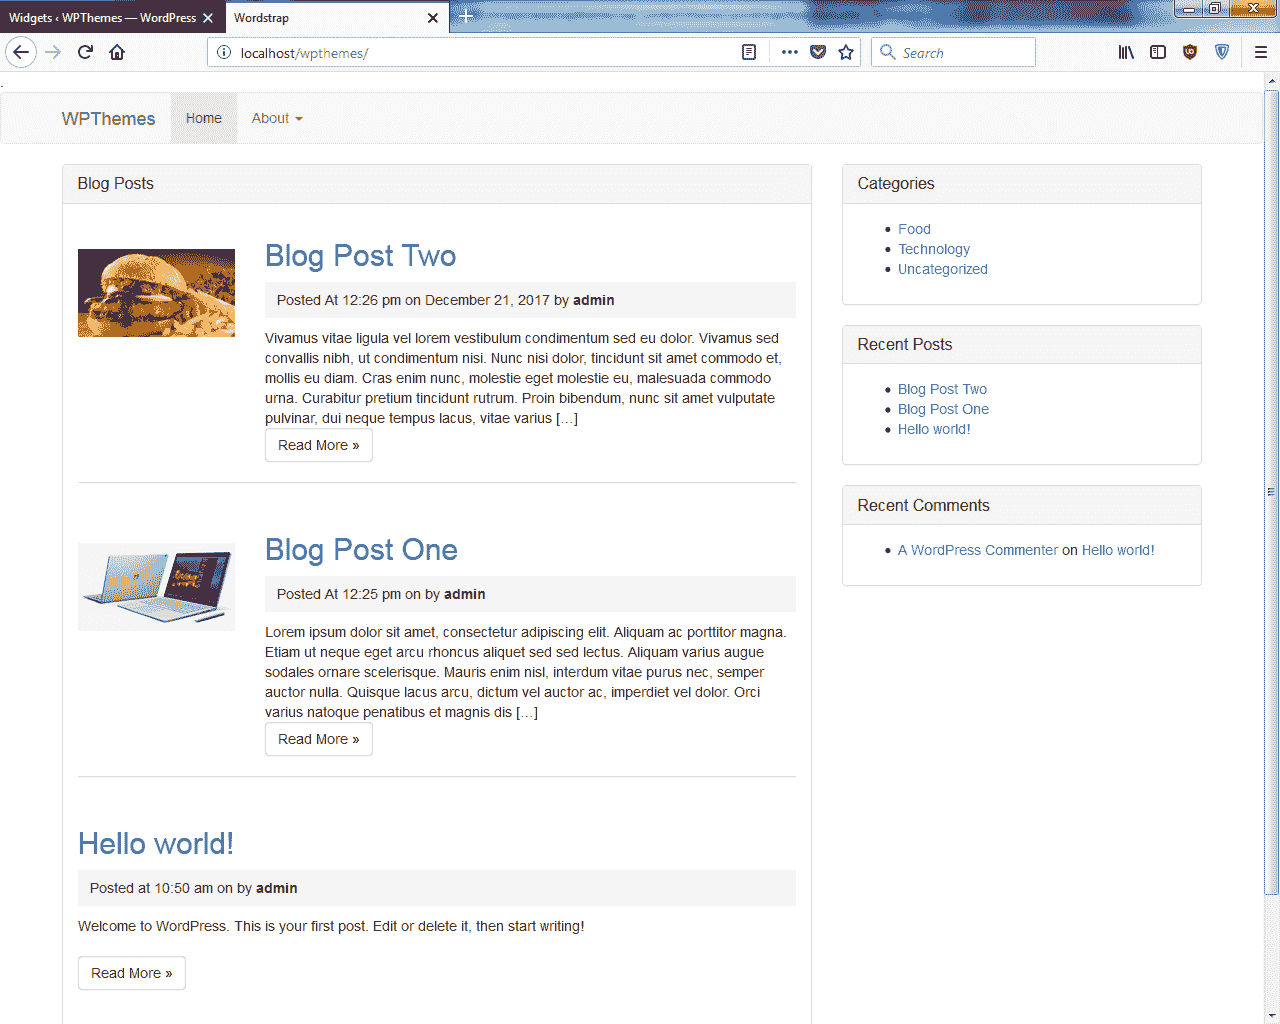 Widgets ‹ WPThemes — WordPress
Wordstrap
localhost/wpthemes/
Search
WPThemes
Home
About
Blog Posts
Blog Post Two
Posted At 12:26 pm on December 21, 2017 by admin
Vivamus vitae ligula vel lorem vestibulum condimentum sed eu dolor. Vivamus sed
convallis nibh, ut condimentum nisi. Nunc nisi dolor, tincidunt sit amet commodo et,
mollis eu diam. Cras enim nunc, molestie eget molestie eu, malesuada commodo
urna. Curabitur pretium tincidunt rutrum. Proin bibendum, nunc sit amet vulputate
pulvinar, dui neque tempus lacus, vitae varius […]
Read More »
Blog Post One
Posted At 12:25 pm on by admin
Lorem ipsum dolor sit amet, consectetur adipiscing elit. Aliquam ac porttitor magna.
Etiam ut neque eget arcu rhoncus aliquet sed sed lectus. Aliquam varius augue
sodales ornare scelerisque. Mauris enim nisl, interdum vitae purus nec, semper
auctor nulla. Quisque lacus arcu, dictum vel auctor ac, imperdiet vel dolor. Orci
varius natoque penatibus et magnis dis […]
Read More »
Hello world!
Posted at 10:50 am on by admin
Welcome to WordPress. This is your first post. Edit or delete it, then start writing!
Read More »
Categories
Food
Technology
Uncategorized
Recent Posts
Blog Post Two
Blog Post One
Hello world!
Recent Comments
A WordPress Commenter on Hello world!